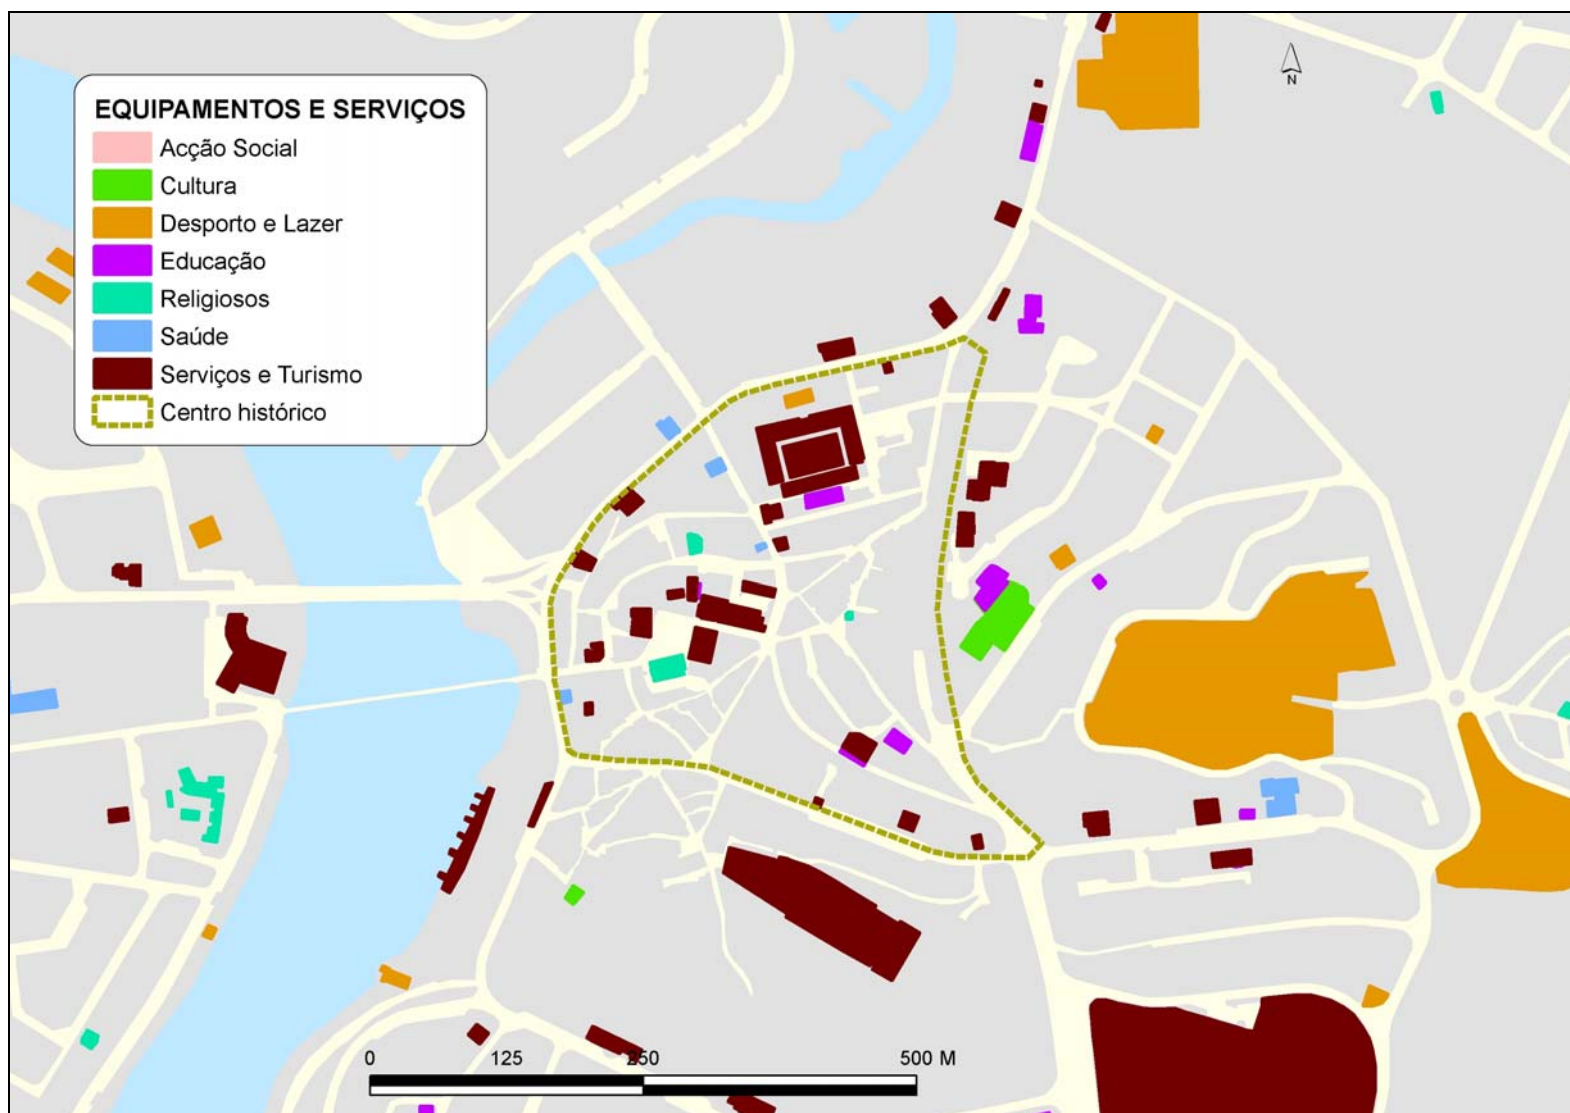 N
EQUIPAMENTOS E SERVIÇOS
Acção Social
Cultura
Desporto e Lazer
Educação
Religiosos
Saúde
Serviços e Turismo
Centro histórico
0 125 250 500 M